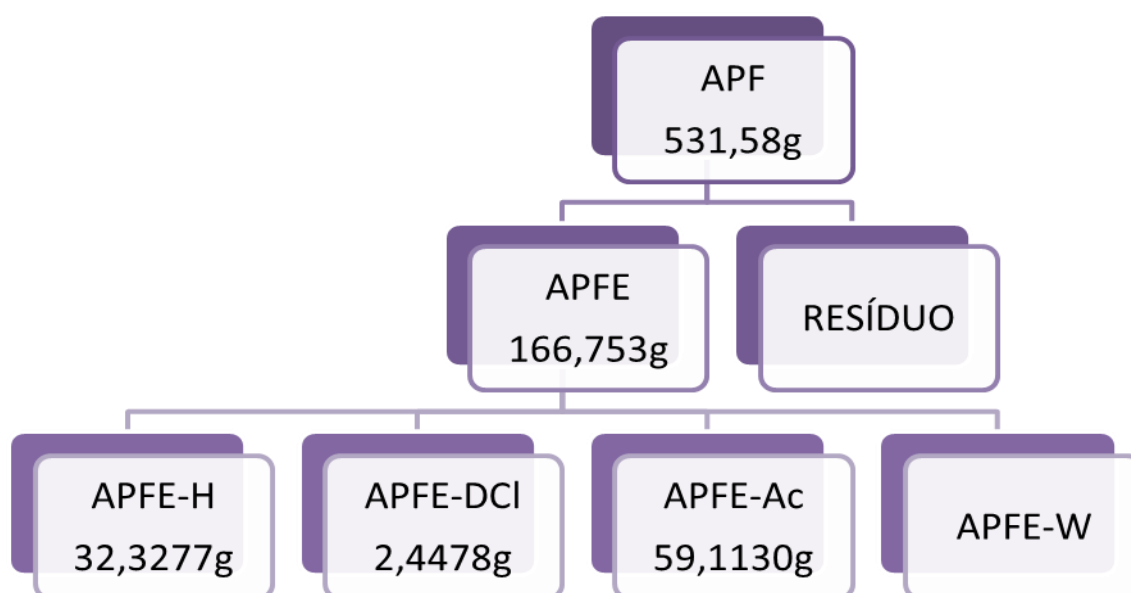 APF
531,58g
APFE
166,753g
RESÍDUO
APFE-H
32,3277g
APFE-DCl
2,4478g
APFE-Ac
59,1130g
APFE-W